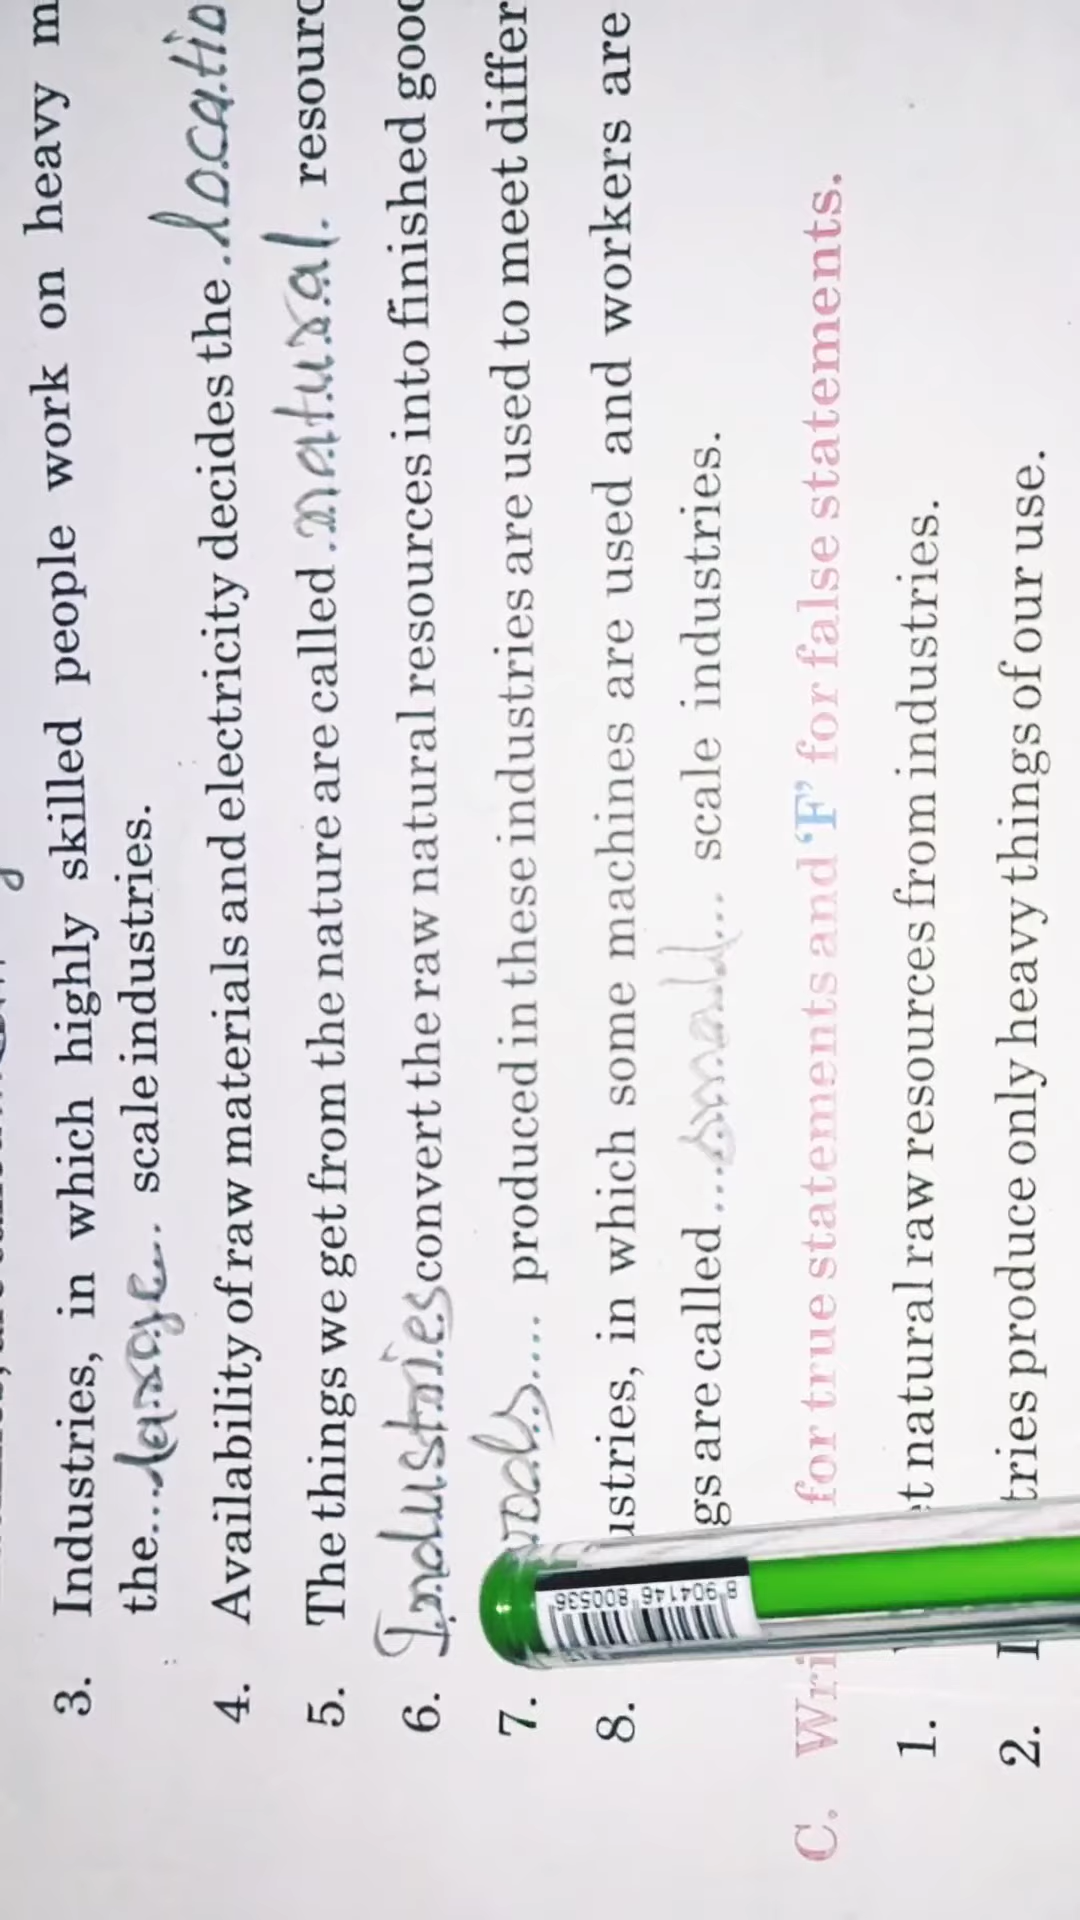 3. Industries, in which highly skilled people work on heavy m
the...large... scale industries.
4. Availability of raw materials and electricity decides the .locatio
5. The things we get from the nature are called .natural. resourc
6. Industries convert the raw natural resources into finished good
7. produced in these industries are used to meet differ
8. ustries, in which some machines are used and workers are
gs are called ....small... scale industries.
C. Wri for true statements and ‘F’ for false statements.
1. t natural raw resources from industries.
2. I tries produce only heavy things of our use.
8 904146 800536